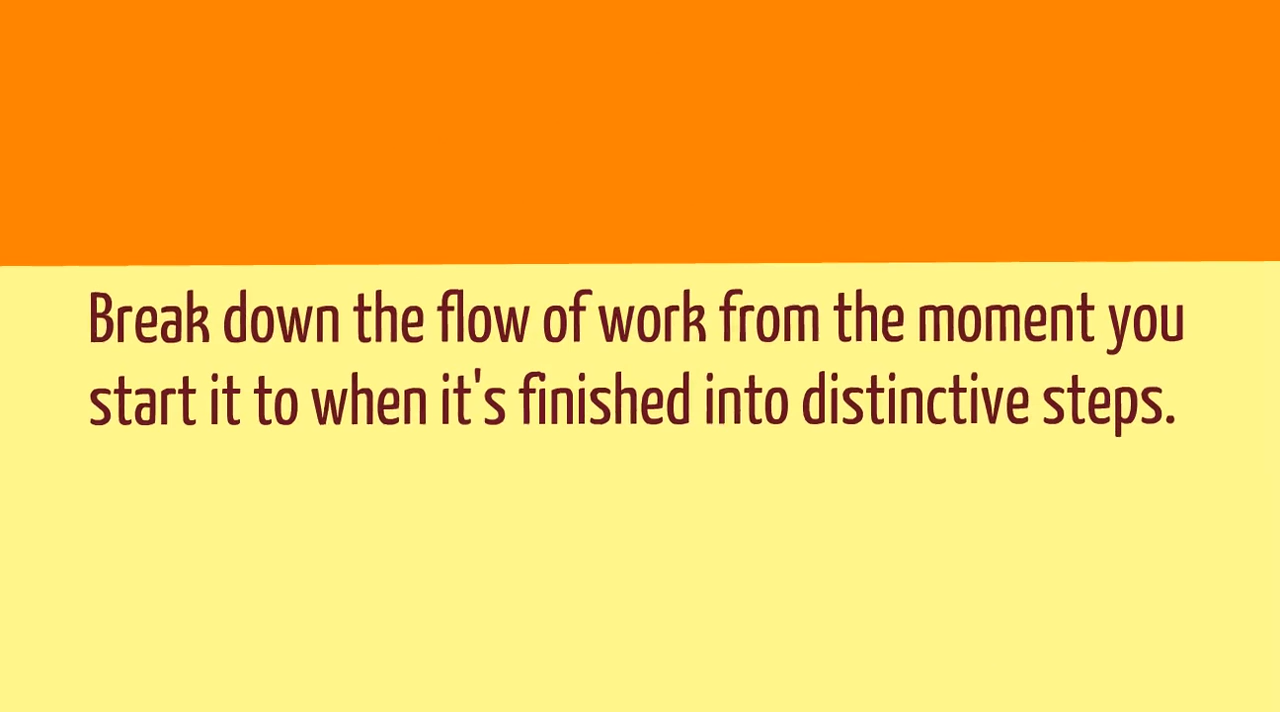 Break down the flow of work from the moment you
start it to when it's finished into distinctive steps.